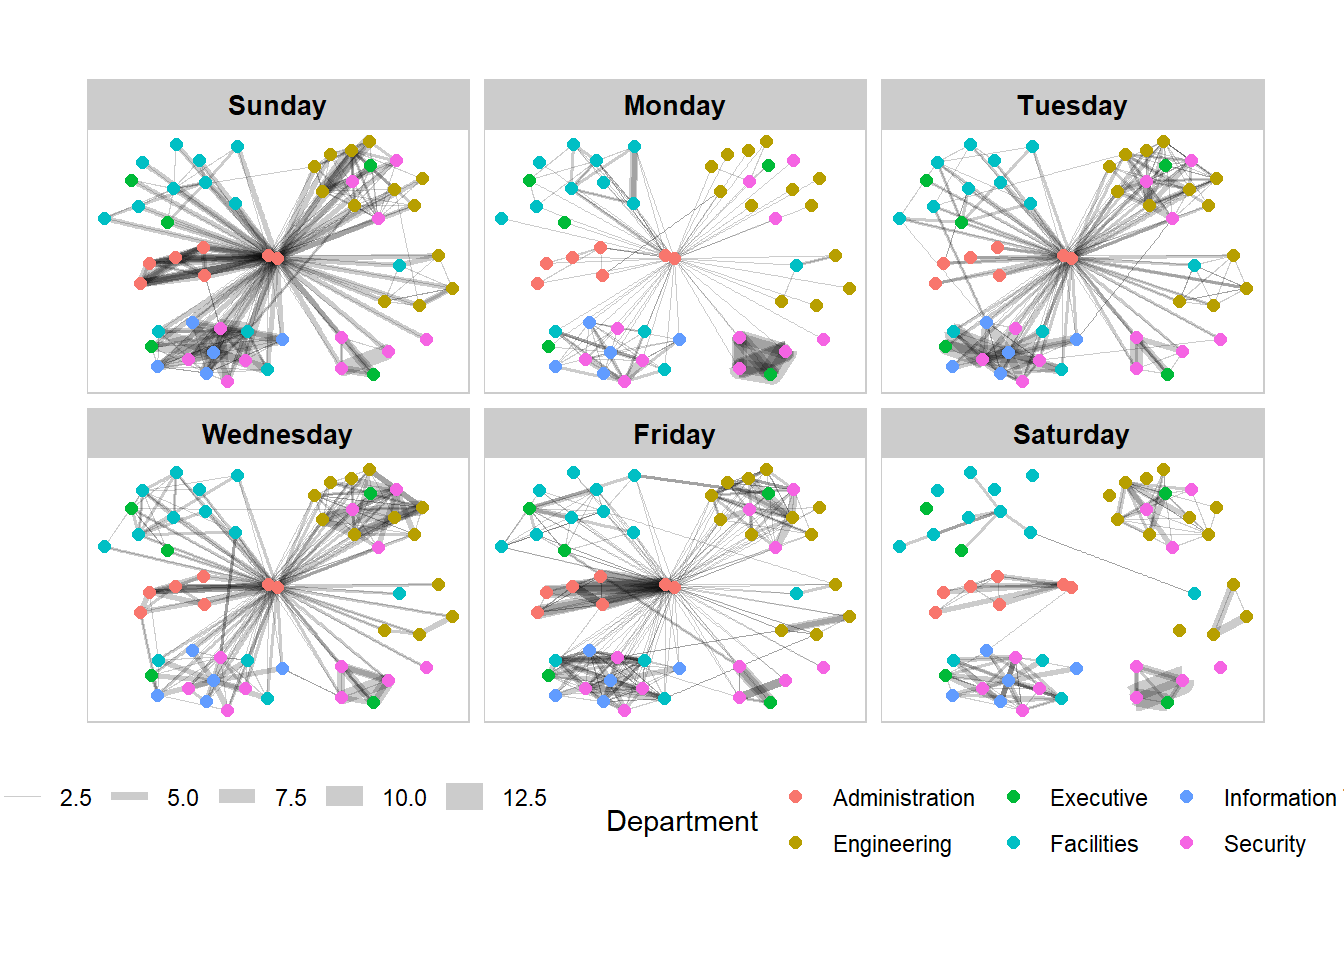 Sunday Monday Tuesday
Wednesday Friday Saturday
2.5 5.0 7.5 10.0 12.5
Department
Administration Executive Information
Engineering Facilities Security